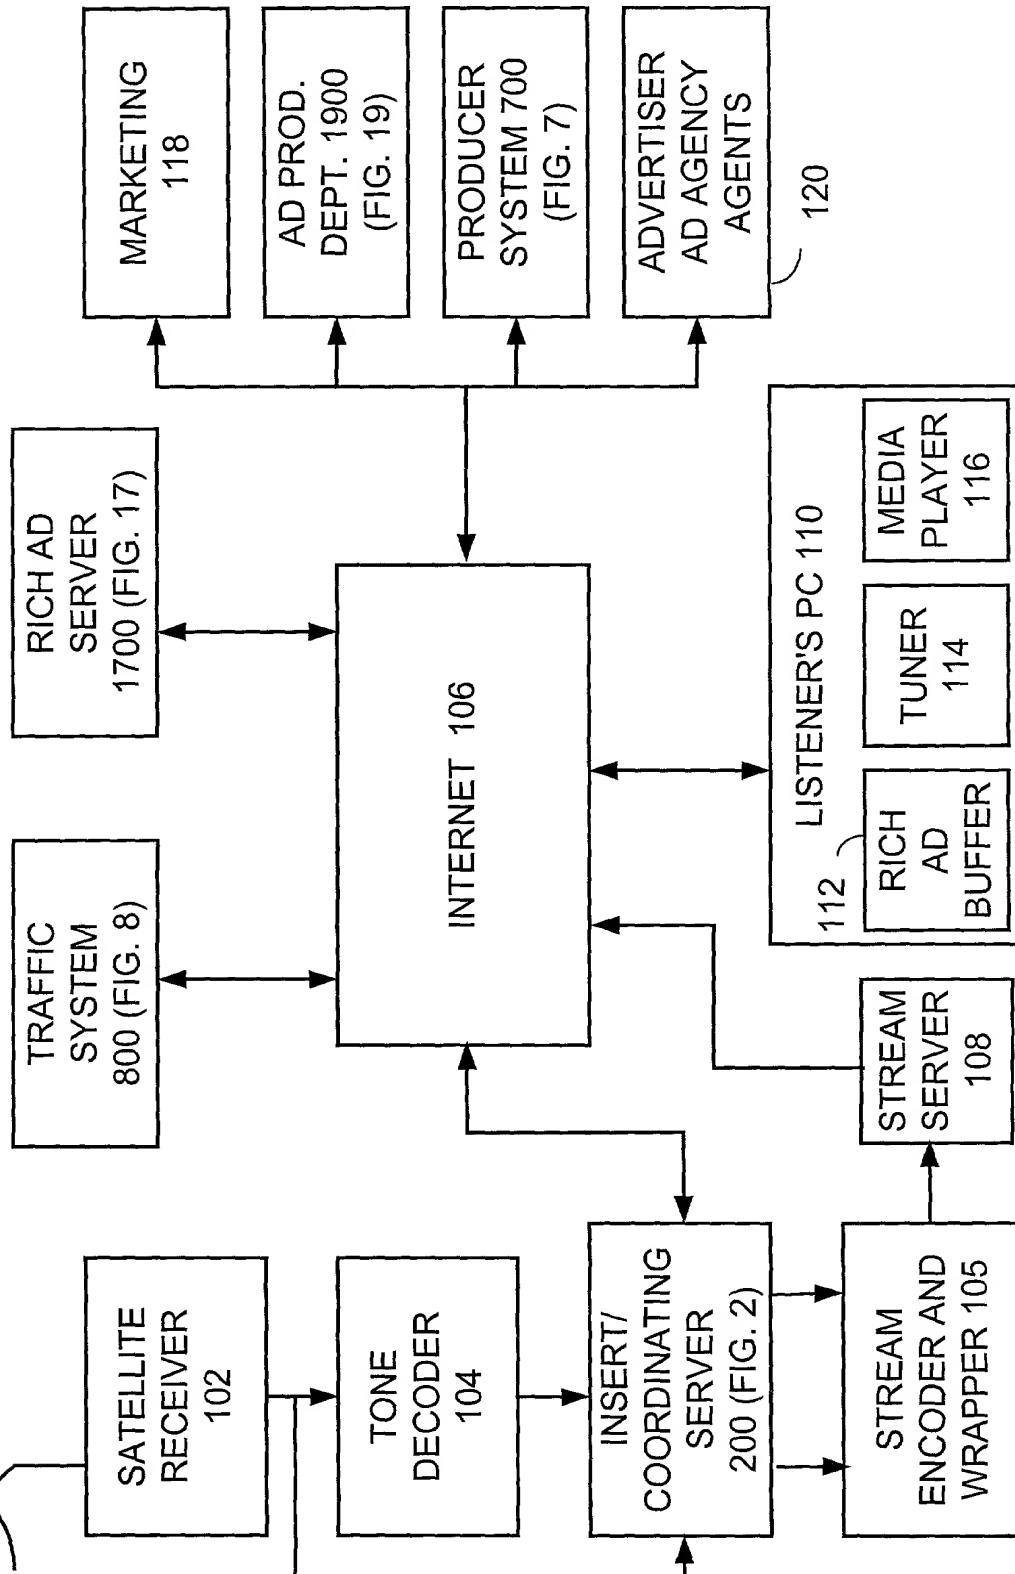 SATELLITE
RECEIVER
102
TONE
DECODER
104
INSERT/
COORDINATING
SERVER
200 (FIG. 2)
STREAM
ENCODER AND
WRAPPER 105
TRAFFIC
SYSTEM
800 (FIG. 8)
INTERNET 106
STREAM
SERVER
108
RICH AD
SERVER
1700 (FIG. 17)
LISTENER'S PC 110
112
RICH
AD
BUFFER
TUNER
114
MEDIA
PLAYER
116
MARKETING
118
AD PROD.
DEPT. 1900
(FIG. 19)
PRODUCER
SYSTEM 700
(FIG. 7)
ADVERTISER
AD AGENCY
AGENTS
120